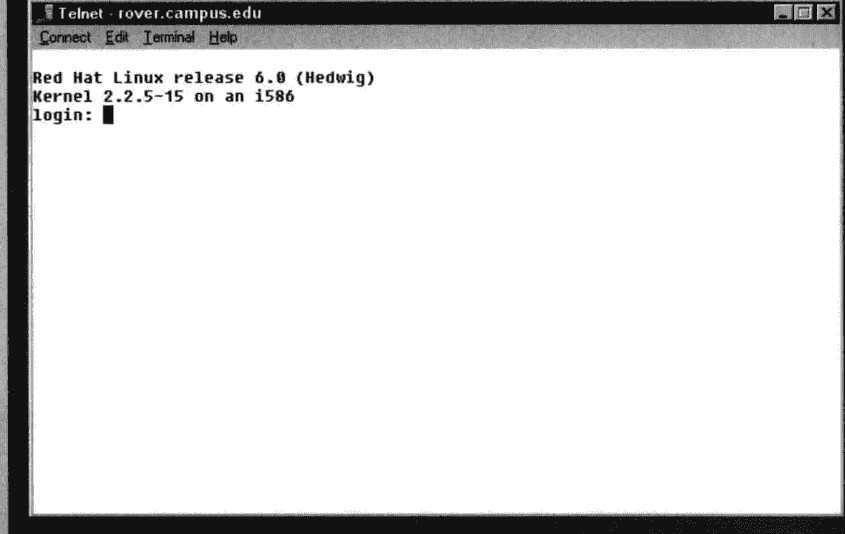 Telnet - rover.campus.edu
Connect Edit Terminal Help
Red Hat Linux release 6.0 (Hedwig)
Kernel 2.2.5-15 on an i586
login: